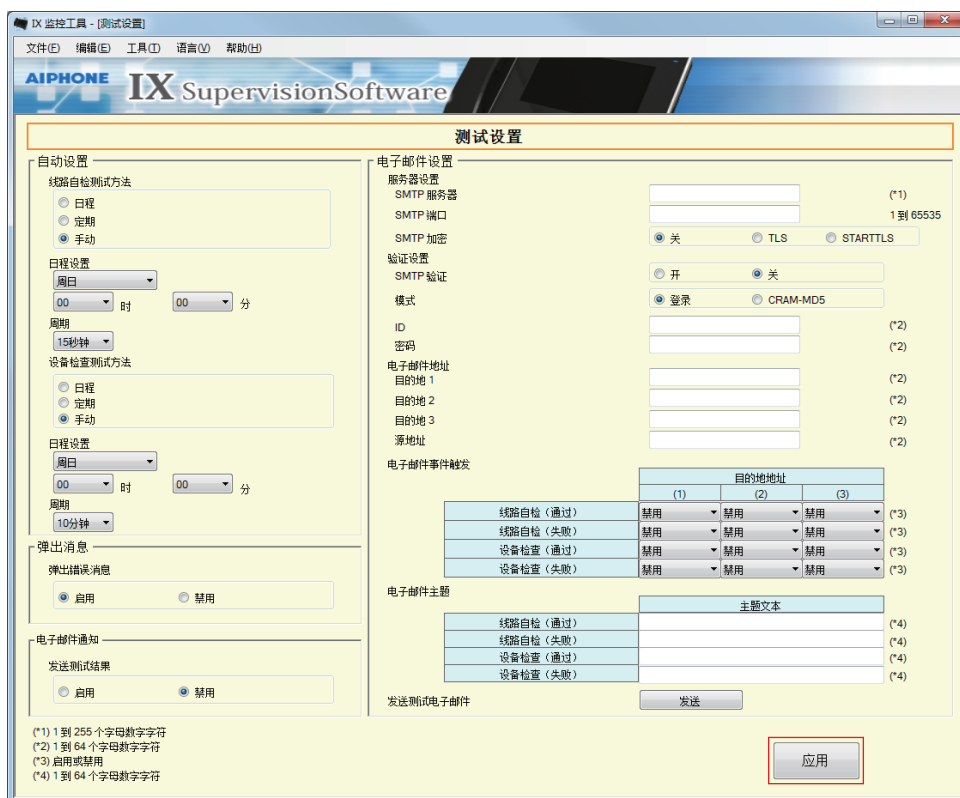 IX 监控工具 - [测试设置]
文件(F) 编辑(E) 工具(T) 语言(V) 帮助(H)
AIPHONE IX SupervisionSoftware
测试设置
自动设置
线路自检测试方法
日程
定期
手动
日程设置
周日
00 时 00 分
周期
15秒钟
设备检查测试方法
日程
定期
手动
日程设置
周日
00 时 00 分
周期
10分钟
弹出消息
弹出错误消息
启用 禁用
电子邮件通知
发送测试结果
启用 禁用
电子邮件设置
服务器设置
SMTP 服务器 (*1)
SMTP 端口 1 到 65535
SMTP 加密 关 TLS STARTTLS
验证设置
SMTP 验证 开 关
模式 登录 CRAM-MD5
ID (*2)
密码 (*2)
电子邮件地址
目的地 1 (*2)
目的地 2 (*2)
目的地 3 (*2)
源地址 (*2)
电子邮件事件触发
目的地地址
(1) (2) (3)
线路自检（通过） 禁用 禁用 禁用 (*3)
线路自检（失败） 禁用 禁用 禁用 (*3)
设备检查（通过） 禁用 禁用 禁用 (*3)
设备检查（失败） 禁用 禁用 禁用 (*3)
电子邮件主题
主题文本
线路自检（通过） (*4)
线路自检（失败） (*4)
设备检查（通过） (*4)
设备检查（失败） (*4)
发送测试电子邮件 发送
(*1) 1 到 255 个字母数字字符
(*2) 1 到 64 个字母数字字符
(*3) 启用或禁用
(*4) 1 到 64 个字母数字字符
应用